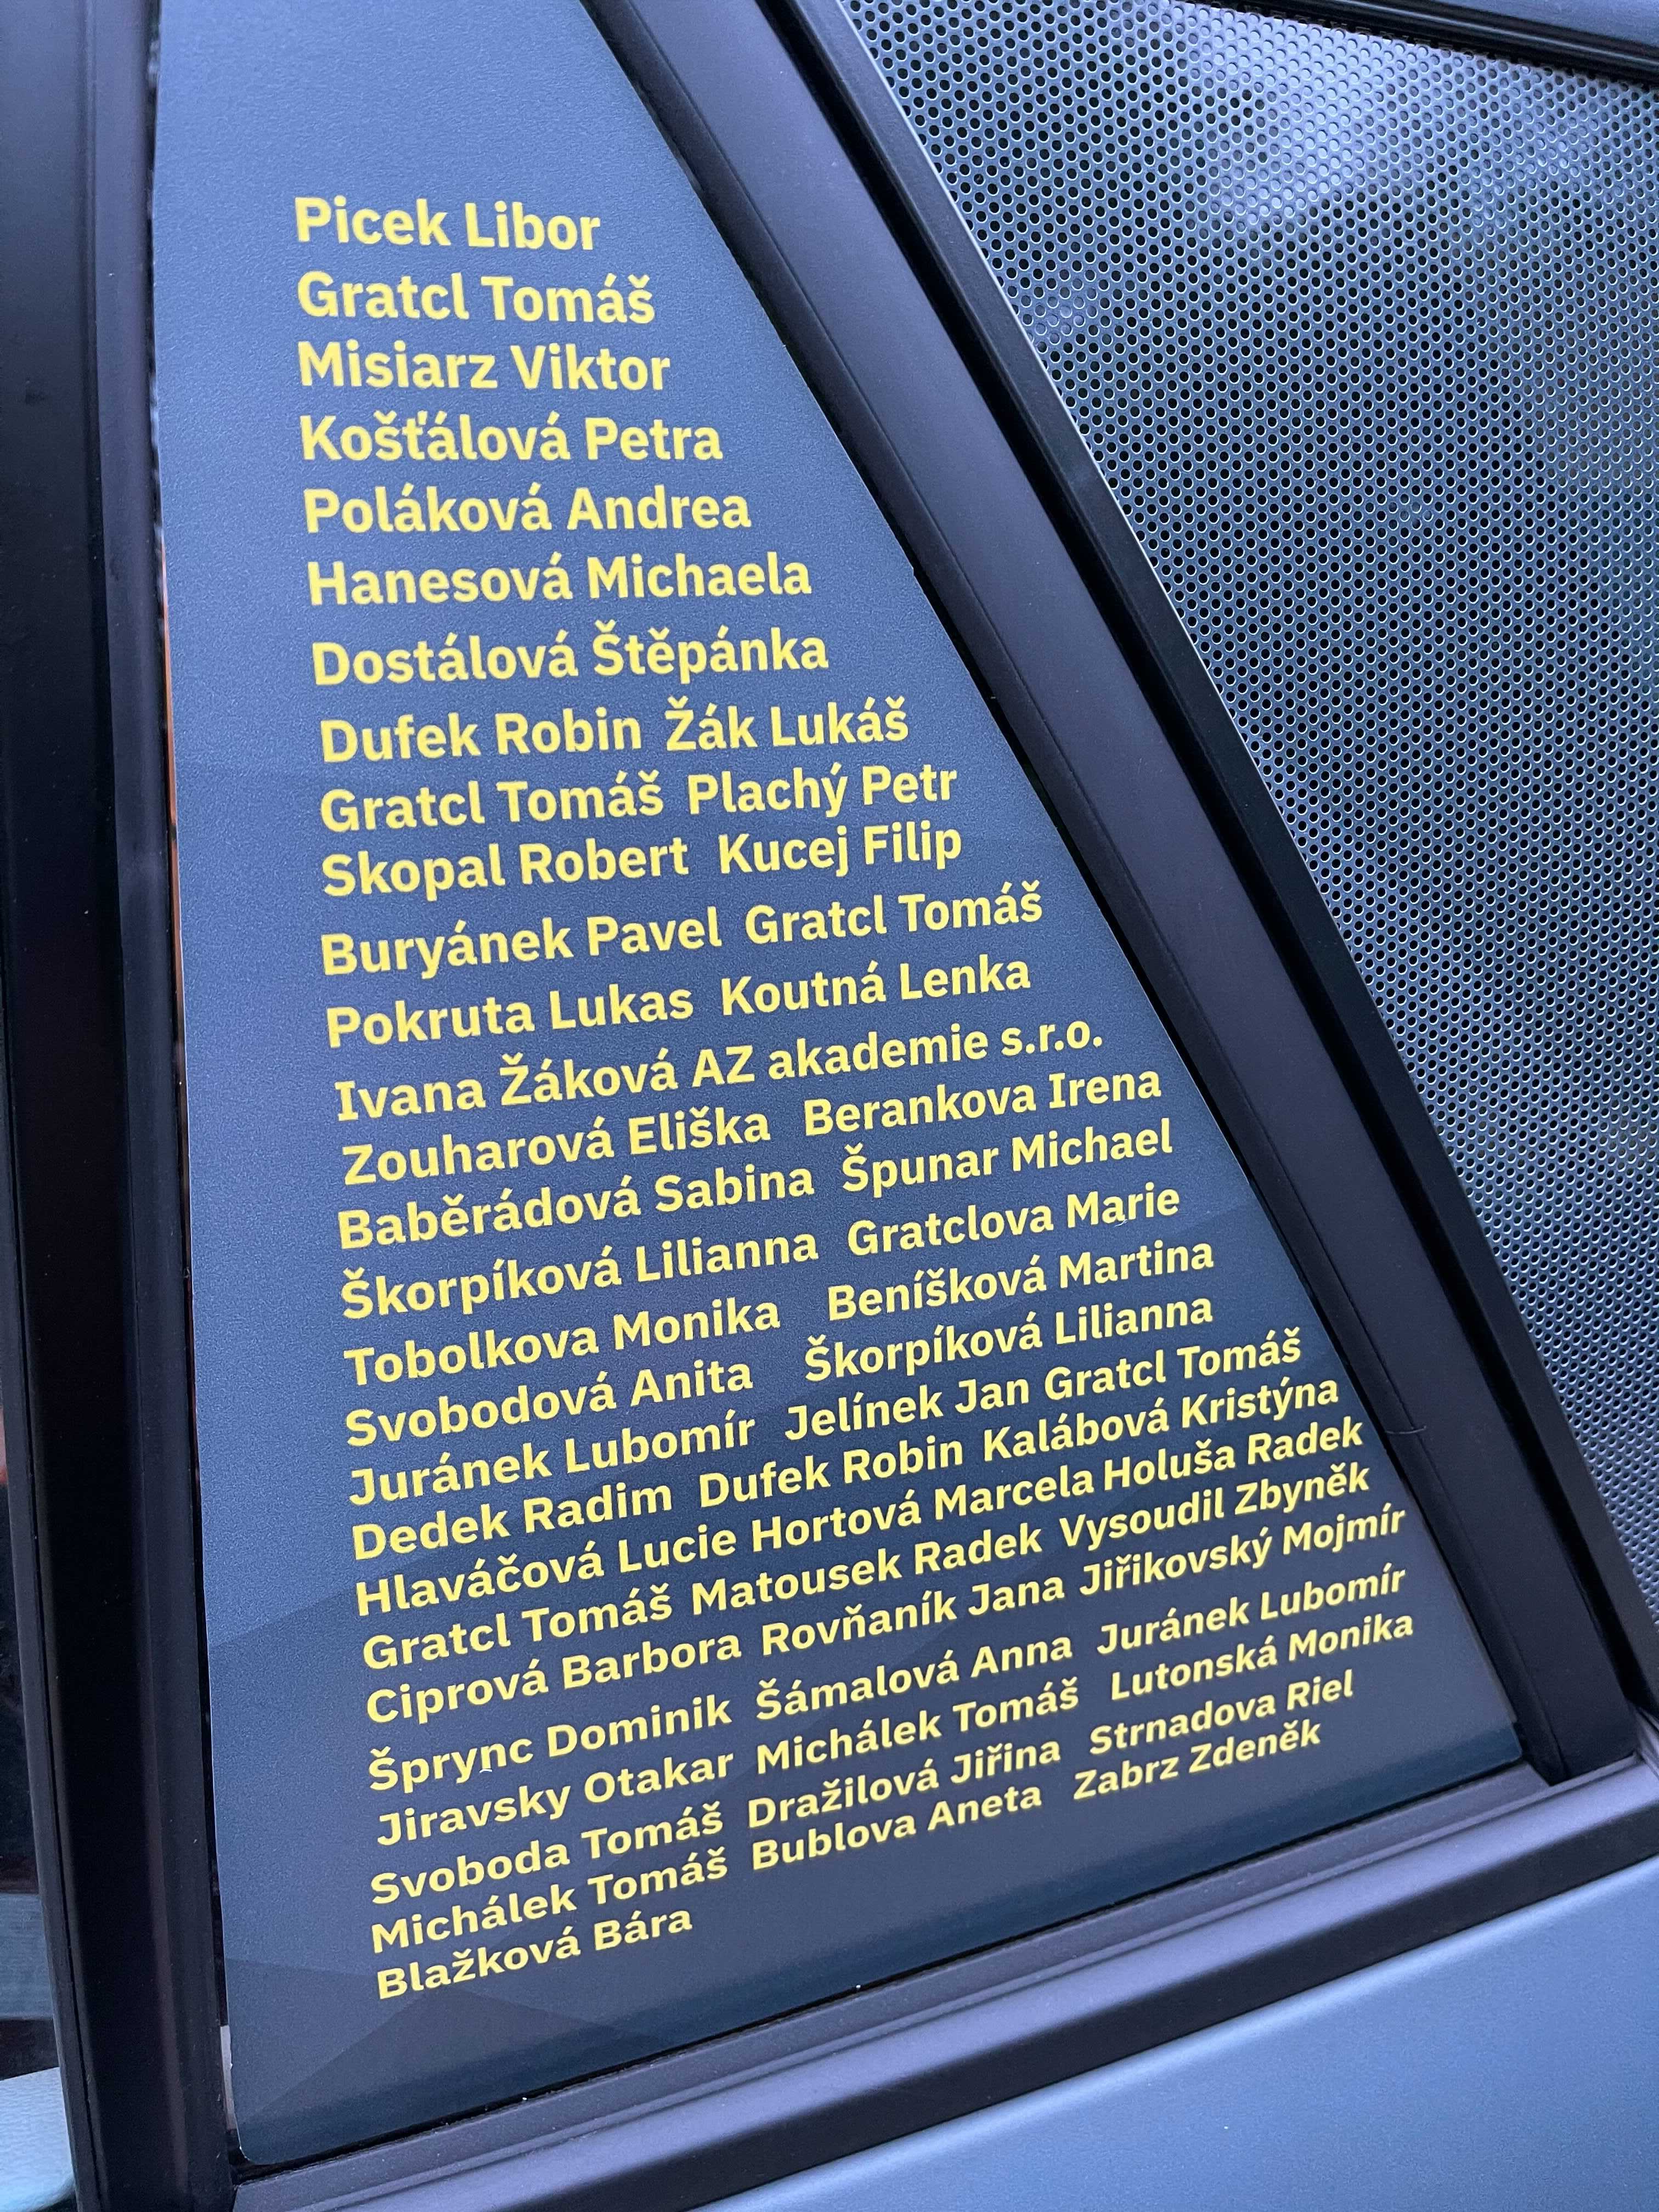 Picek Libor
Gratcl Tomáš
Misiarz Viktor
Košťálová Petra
Poláková Andrea
Hanesová Michaela
Dostálová Štěpánka
Dufek Robin Žák Lukáš
Gratcl Tomáš Plachý Petr
Skopal Robert Kucej Filip
Buryánek Pavel Gratcl Tomáš
Pokruta Lukas Koutná Lenka
Ivana Žáková AZ akademie s.r.o.
Zouharová Eliška Berankova Irena
Baběrádová Sabina Špunar Michael
Škorpíková Lilianna Gratclova Marie
Tobolkova Monika Beníšková Martina
Svobodová Anita Škorpíková Lilianna
Juránek Lubomír Jelínek Jan Gratcl Tomáš
Dedek Radim Dufek Robin Kalábová Kristýna
Hlaváčová Lucie Hortová Marcela Holuša Radek
Gratcl Tomáš Matousek Radek Vysoudil Zbyněk
Ciprová Barbora Rovňaník Jana Jiřikovský Mojmír
Šprync Dominik Šámalová Anna Juránek Lubomír
Jiravsky Otakar Michálek Tomáš Lutonská Monika
Svoboda Tomáš Dražilová Jiřina Strnadova Riel
Michálek Tomáš Bublova Aneta Zabrz Zdeněk
Blažková Bára